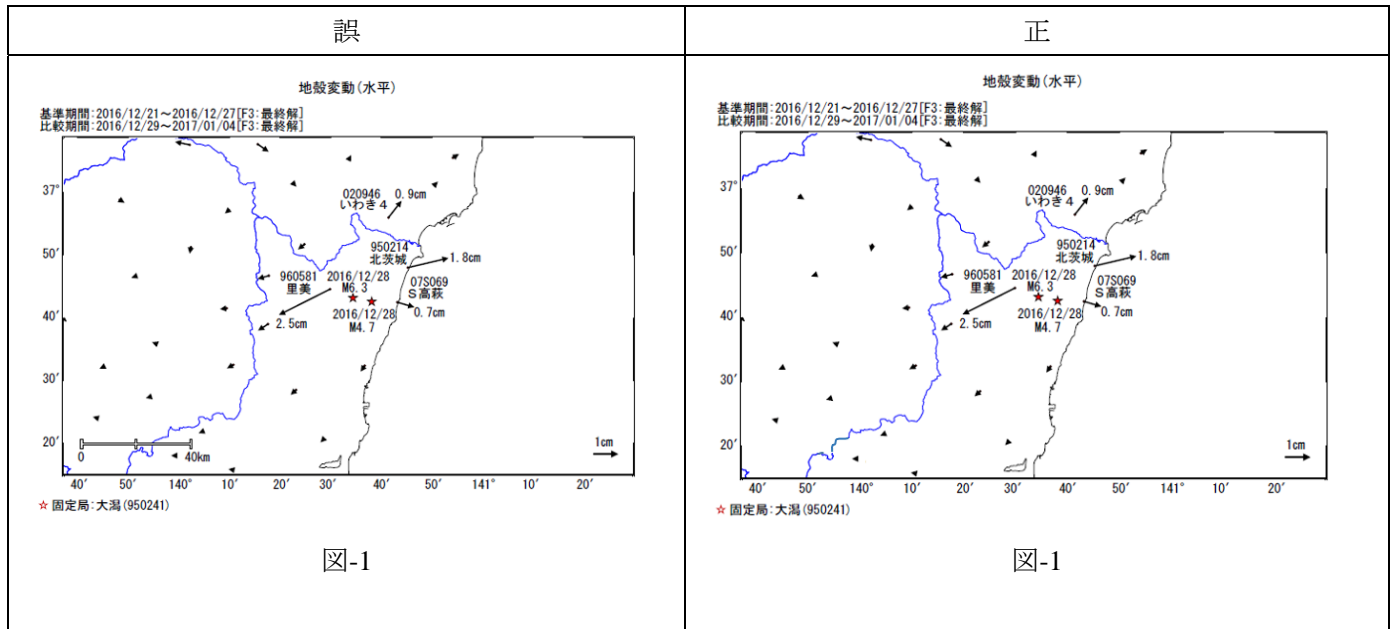 誤
正
地殻変動(水平)
基準期間:2016/12/21~2016/12/27[F3:最終解]
比較期間:2016/12/29~2017/01/04[F3:最終解]
37°
50′
40′
30′
20′
020946
いわき4
0.9cm
950214
北茨城
1.8cm
960581
里美
2016/12/28
M6.3
07S069
S高萩
2016/12/28
M4.7
0.7cm
2.5cm
0
40km
1cm
40′ 50′ 140° 10′ 20′ 30′ 40′ 50′ 141° 10′ 20′
☆ 固定局:大潟(950241)
図-1
地殻変動(水平)
基準期間:2016/12/21~2016/12/27[F3:最終解]
比較期間:2016/12/29~2017/01/04[F3:最終解]
37°
50′
40′
30′
20′
020946
いわき4
0.9cm
950214
北茨城
1.8cm
960581
里美
2016/12/28
M6.3
07S069
S高萩
2016/12/28
M4.7
0.7cm
2.5cm
1cm
40′ 50′ 140° 10′ 20′ 30′ 40′ 50′ 141° 10′ 20′
☆ 固定局:大潟(950241)
図-1